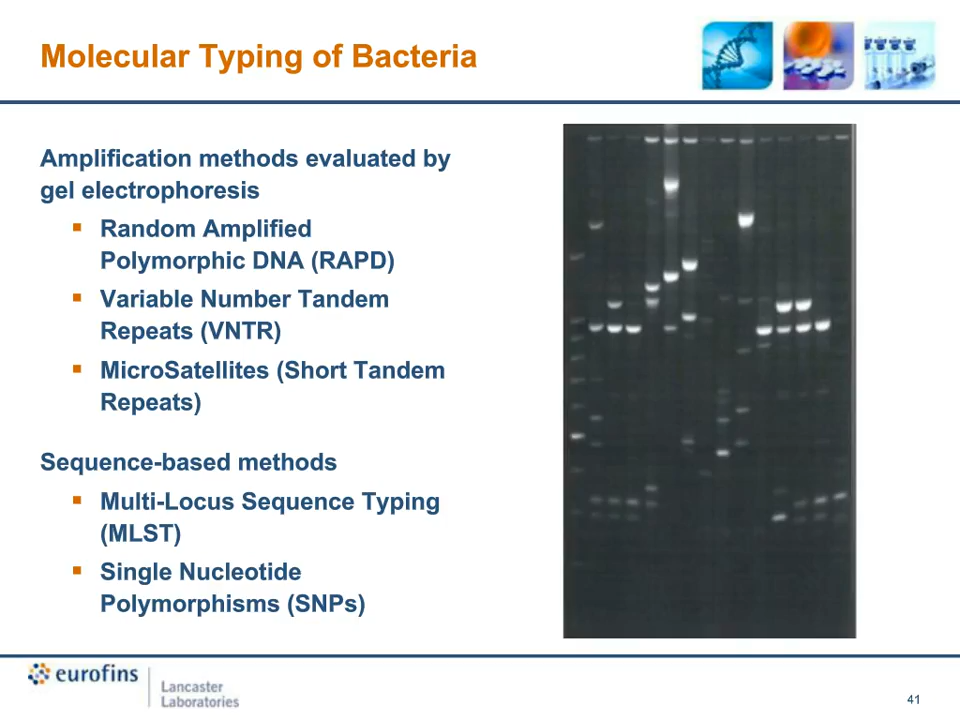 Molecular Typing of Bacteria
Amplification methods evaluated by
gel electrophoresis
Random Amplified
Polymorphic DNA (RAPD)
Variable Number Tandem
Repeats (VNTR)
MicroSatellites (Short Tandem
Repeats)
Sequence-based methods
Multi-Locus Sequence Typing
(MLST)
Single Nucleotide
Polymorphisms (SNPs)
eurofins
Lancaster
Laboratories
41